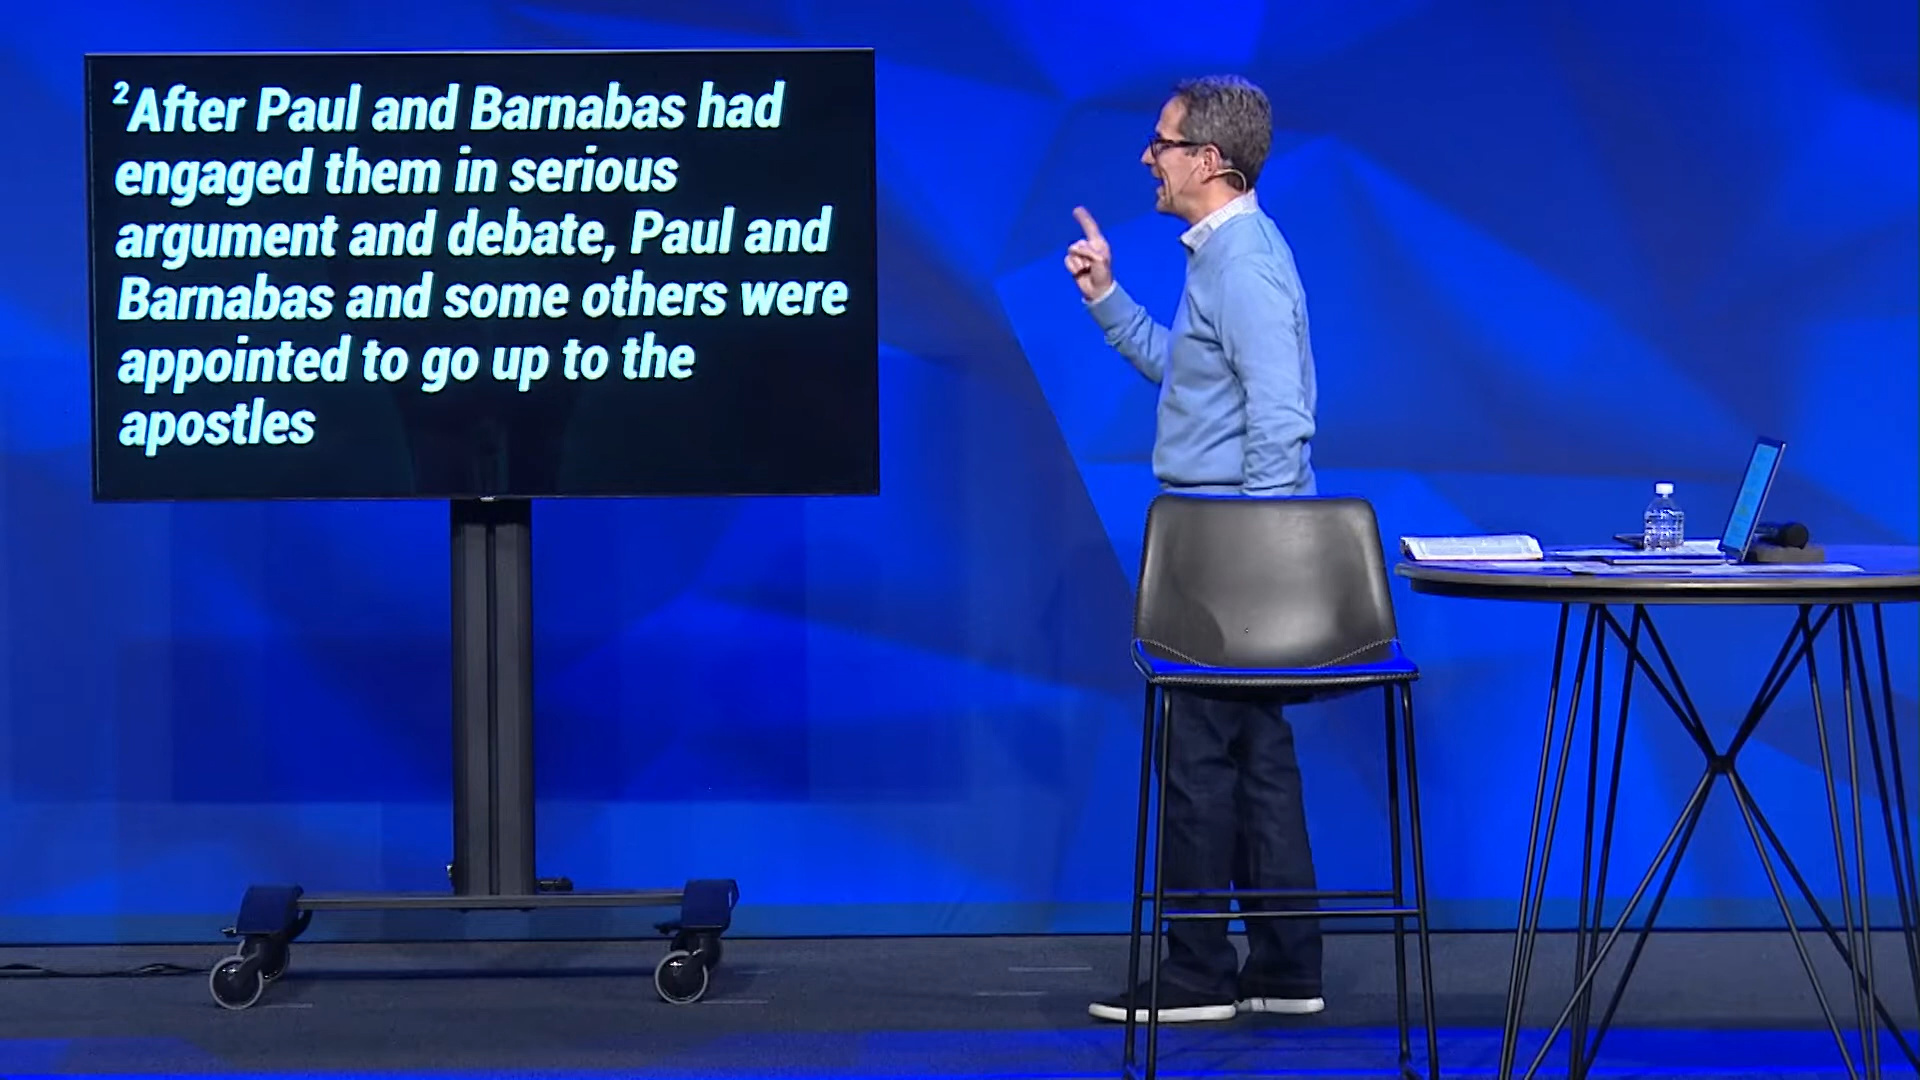 ²After Paul and Barnabas had
engaged them in serious
argument and debate, Paul and
Barnabas and some others were
appointed to go up to the
apostles